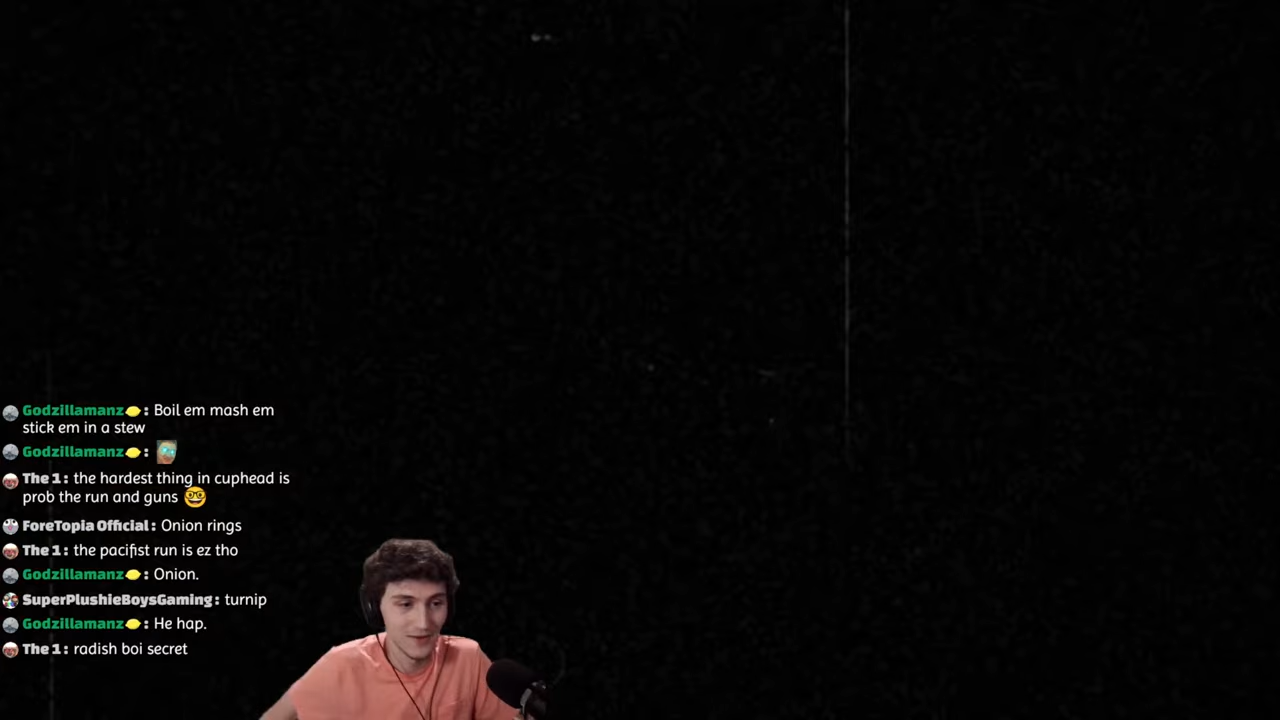 Godzillamanz🍋: Boil em mash em
stick em in a stew
Godzillamanz🍋:
The 1: the hardest thing in cuphead is
prob the run and guns 🤓
ForeTopia Official: Onion rings
The 1: the pacifist run is ez tho
Godzillamanz🍋: Onion.
SuperPlushieBoysGaming: turnip
Godzillamanz🍋: He hap.
The 1: radish boi secret